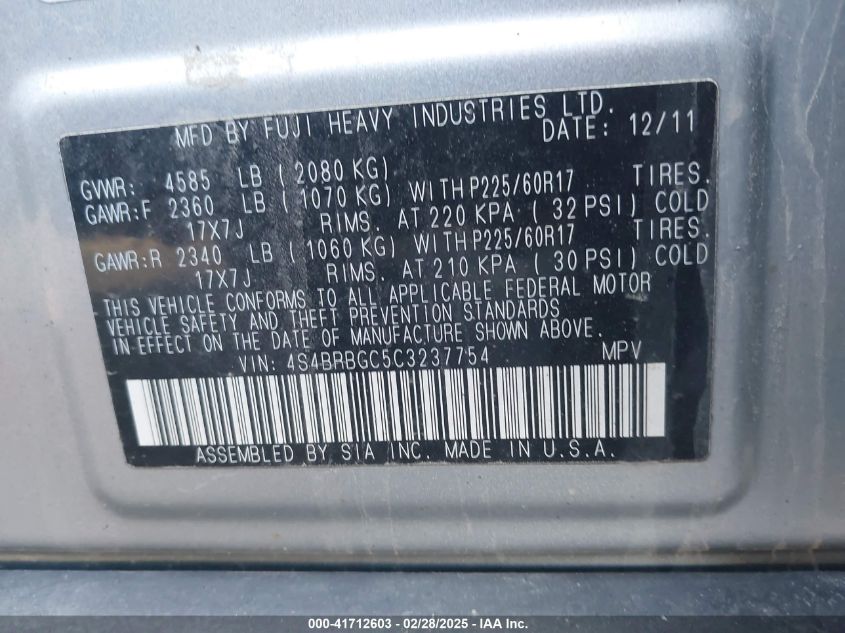 MFD BY FUJI HEAVY INDUSTRIES LTD.
DATE: 12/11
GVWR: 4585 LB ( 2080 KG)
GAWR:F 2360 LB ( 1070 KG) WITH P225/60R17 TIRES.
17X7J RIMS. AT 220 KPA ( 32 PSI) COLD
GAWR:R 2340 LB ( 1060 KG) WITH P225/60R17 TIRES.
17X7J RIMS. AT 210 KPA ( 30 PSI) COLD
THIS VEHICLE CONFORMS TO ALL APPLICABLE FEDERAL MOTOR
VEHICLE SAFETY AND THEFT PREVENTION STANDARDS
IN EFFECT ON THE DATE OF MANUFACTURE SHOWN ABOVE.
VIN: 4S4BRBGC5C3237754 MPV
ASSEMBLED BY SIA INC. MADE IN U.S.A.
000-41712603 - 02/28/2025 - IAA Inc.